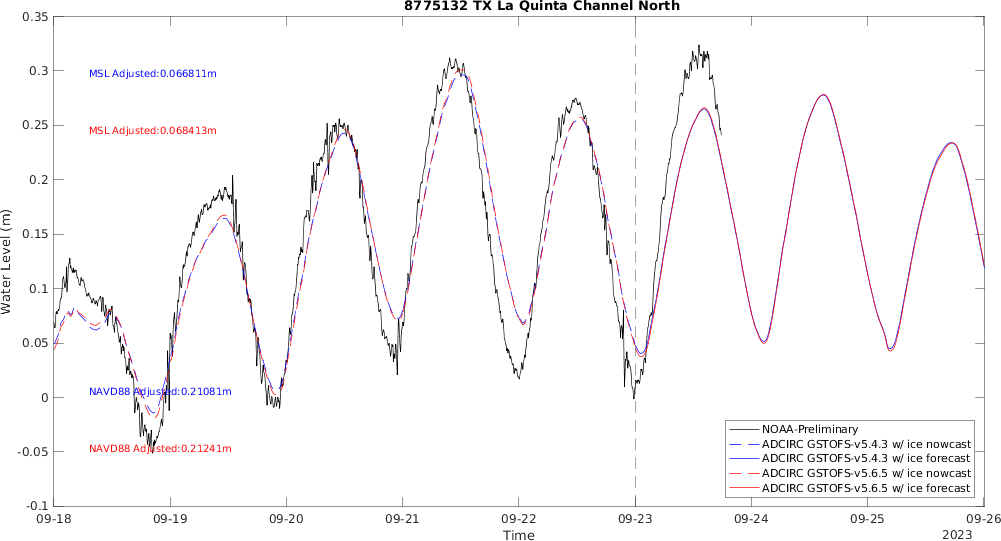 8775132 TX La Quinta Channel North
0.35
0.3
0.25
0.2
0.15
0.1
0.05
0
-0.05
-0.1
Water Level (m)
MSL Adjusted:0.066811m
MSL Adjusted:0.068413m
NAVD88 Adjusted:0.21081m
NAVD88 Adjusted:0.21241m
NOAA-Preliminary
ADCIRC GSTOFS-v5.4.3 w/ ice nowcast
ADCIRC GSTOFS-v5.4.3 w/ ice forecast
ADCIRC GSTOFS-v5.6.5 w/ ice nowcast
ADCIRC GSTOFS-v5.6.5 w/ ice forecast
09-18 09-19 09-20 09-21 09-22 09-23 09-24 09-25 09-26
Time 2023